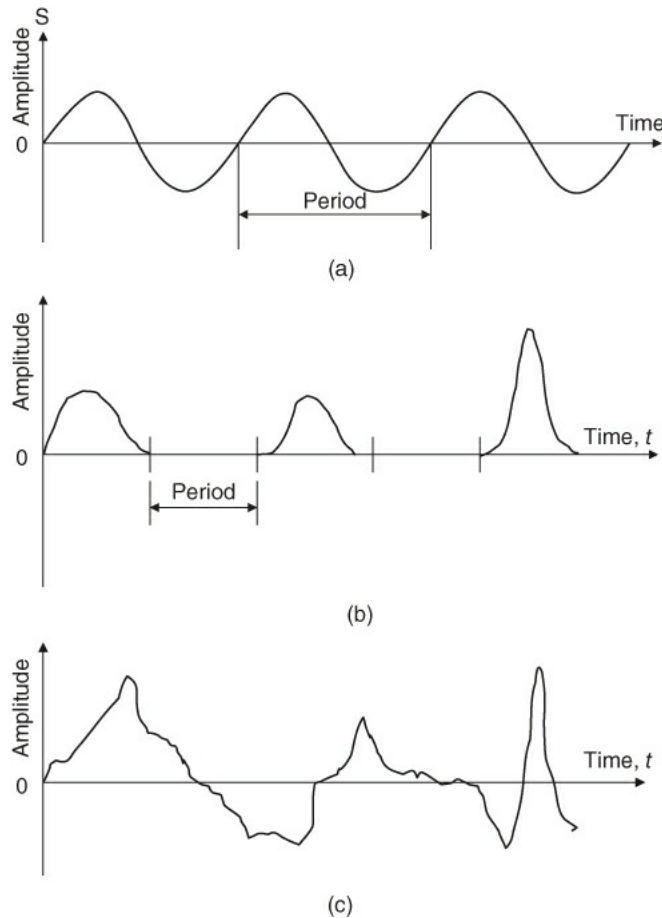 S
Amplitude
0
Time
Period
(a)
Amplitude
0
Time, t
Period
(b)
Amplitude
0
Time, t
(c)